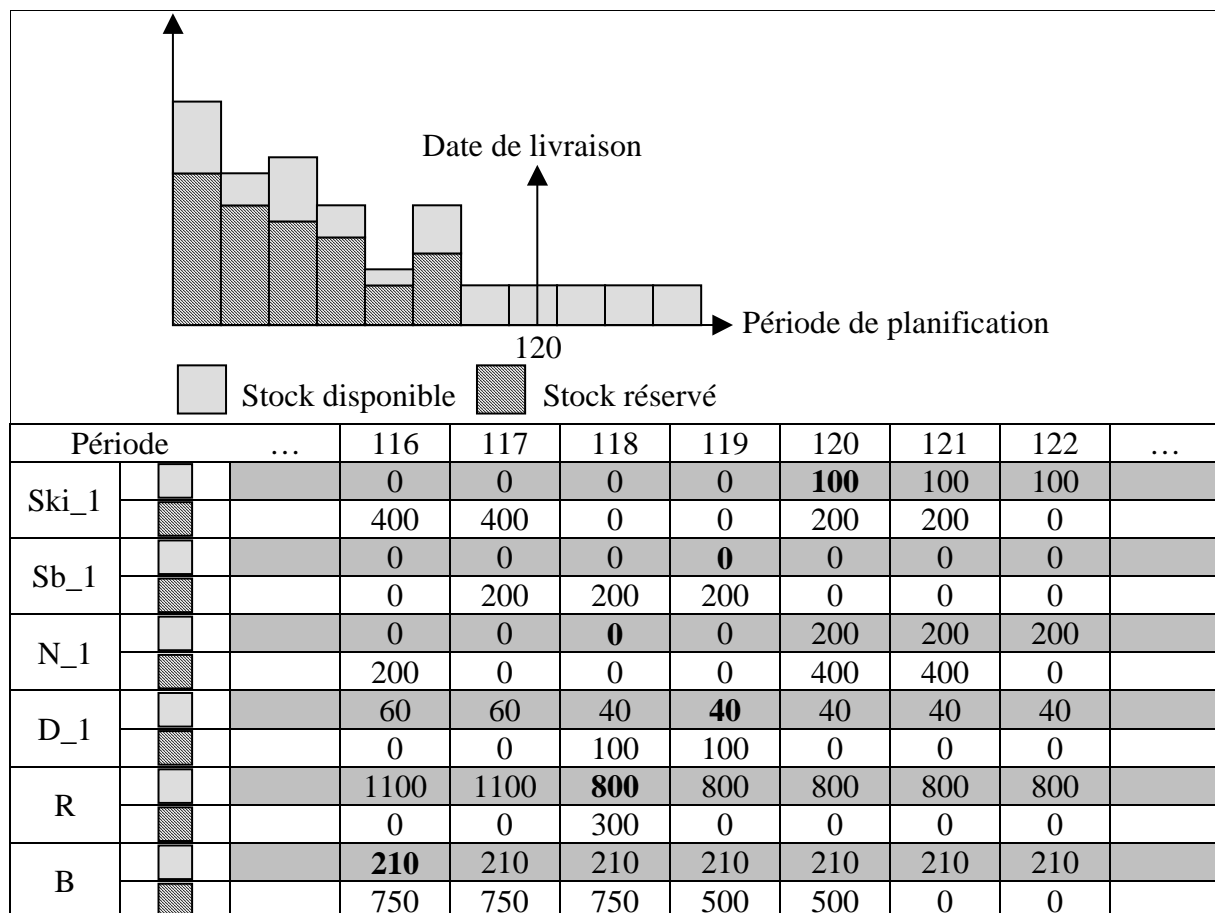 Date de livraison
Période de planification
120
Stock disponible Stock réservé
Période … 116 117 118 119 120 121 122 …
Ski_1 0 0 0 0 100 100 100
400 400 0 0 200 200 0
Sb_1 0 0 0 0 0 0 0
0 200 200 200 0 0 0
N_1 0 0 0 0 200 200 200
200 0 0 0 400 400 0
D_1 60 60 40 40 40 40 40
0 0 100 100 0 0 0
R 1100 1100 800 800 800 800 800
0 0 300 0 0 0 0
B 210 210 210 210 210 210 210
750 750 750 500 500 0 0